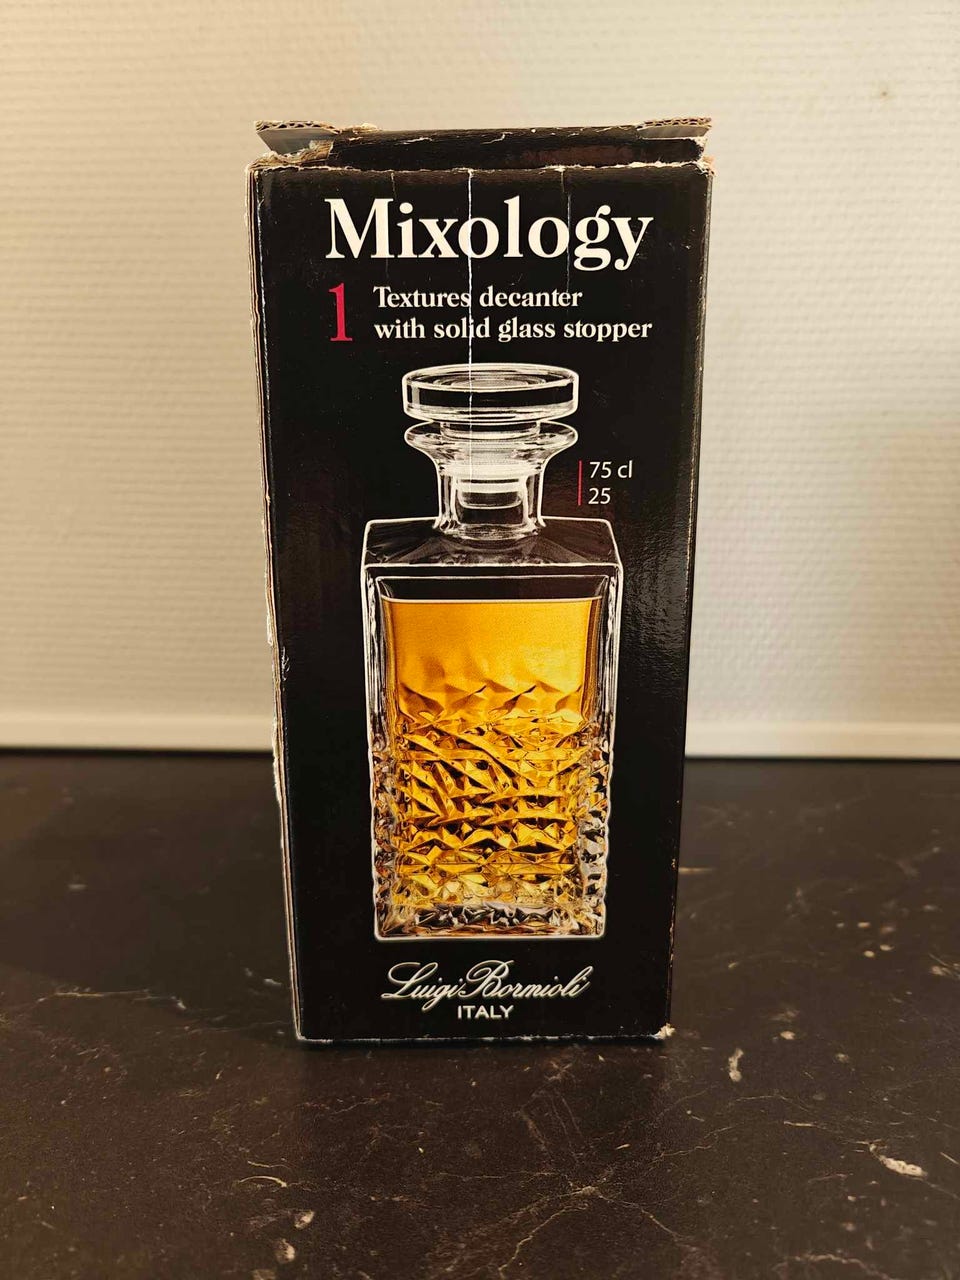 Mixology
1 Textures decanter
with solid glass stopper
75 cl
25
Luigi Bormioli
ITALY